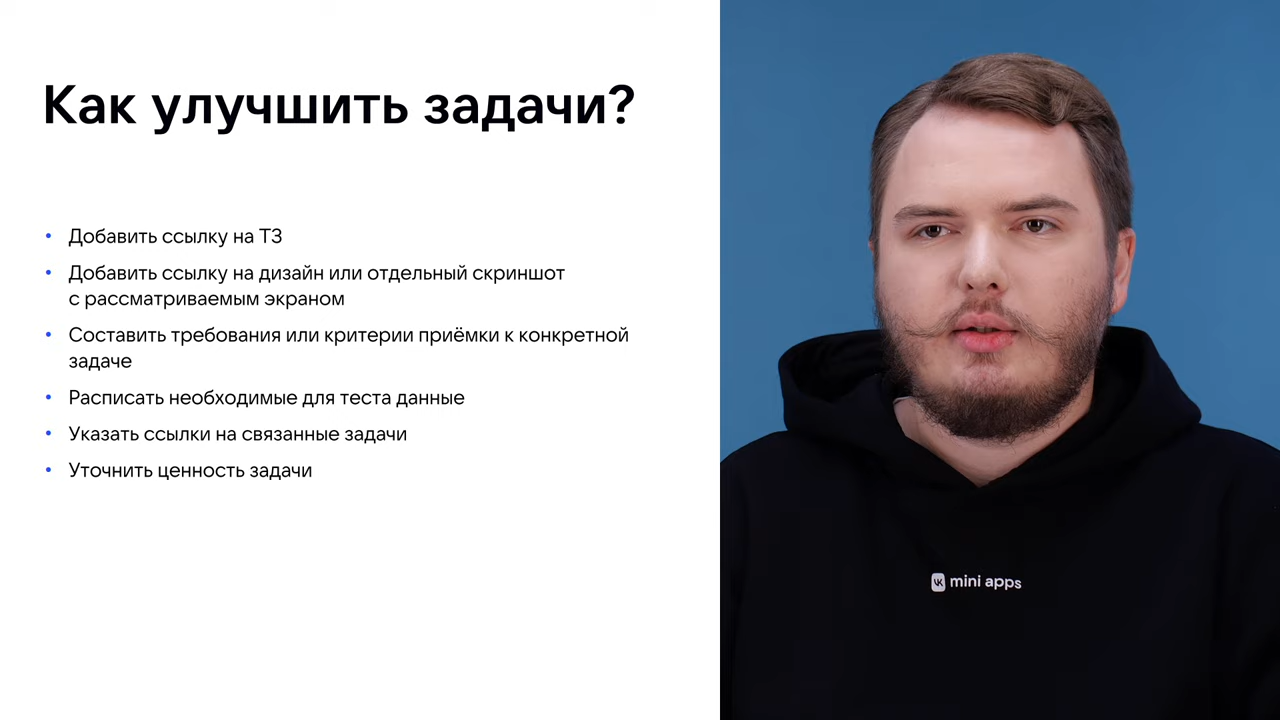 Как улучшить задачи?
• Добавить ссылку на ТЗ
• Добавить ссылку на дизайн или отдельный скриншот
с рассматриваемым экраном
• Составить требования или критерии приёмки к конкретной
задаче
• Расписать необходимые для теста данные
• Указать ссылки на связанные задачи
• Уточнить ценность задачи
mini apps